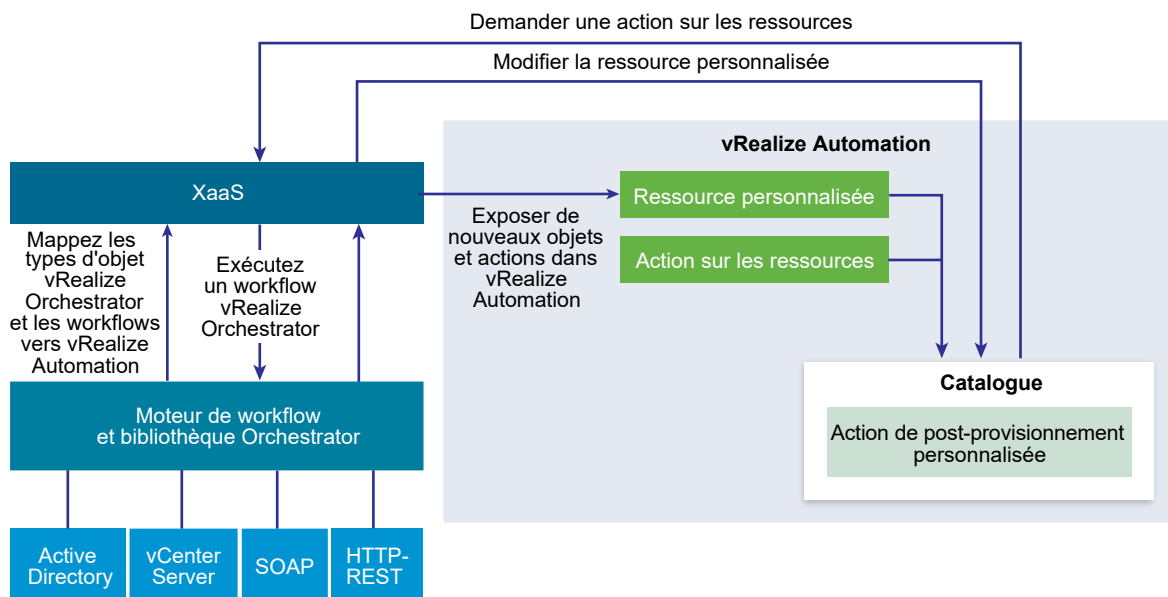 Demander une action sur les ressources
Modifier la ressource personnalisée
vRealize Automation
XaaS
Ressource personnalisée
Exposer de
nouveaux objets
et actions dans
vRealize
Automation
Action sur les ressources
Mappez les
types d'objet
vRealize
Orchestrator
et les workflows
vers vRealize
Automation
Exécutez
un workflow
vRealize
Orchestrator
Catalogue
Action de post-provisionnement
personnalisée
Moteur de workflow
et bibliothèque Orchestrator
Active
Directory
vCenter
Server
SOAP
HTTP-
REST